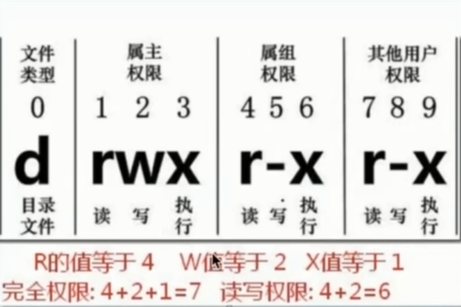 文件 属主 属组 其他用户
类型 权限 权限 权限
0 1 2 3 4 5 6 7 8 9
d rwx r-x r-x
目录 读 写 执 读 写 执 读 写 执
文件 行 行 行
R的值等于 4 W值等于 2 X值等于 1
完全权限: 4+2+1=7 读写权限: 4+2=6